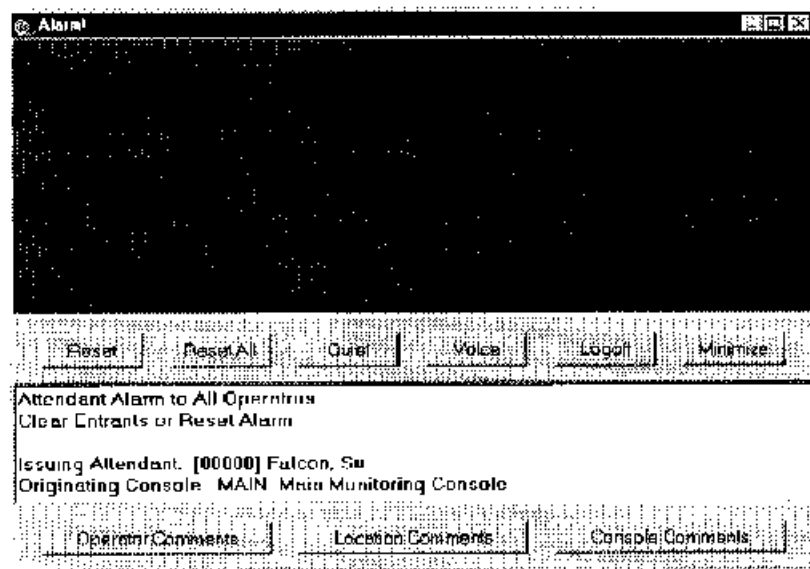 Alarm!
Reset Reset All Quiet Voice Logoff Minimize
Attendant Alarm to All Operators
Clear Entrants or Reset Alarm
Issuing Attendant: [00000] Falcon, Su
Originating Console MAIN Main Monitoring Console
Operator Comments Location Comments Console Comments